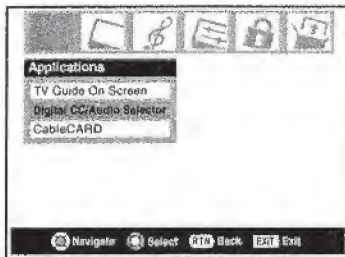 Applications
TV Guide On Screen
Digital CC/Audio Selector
CableCARD
Navigate Select RTN Back EXIT Exit